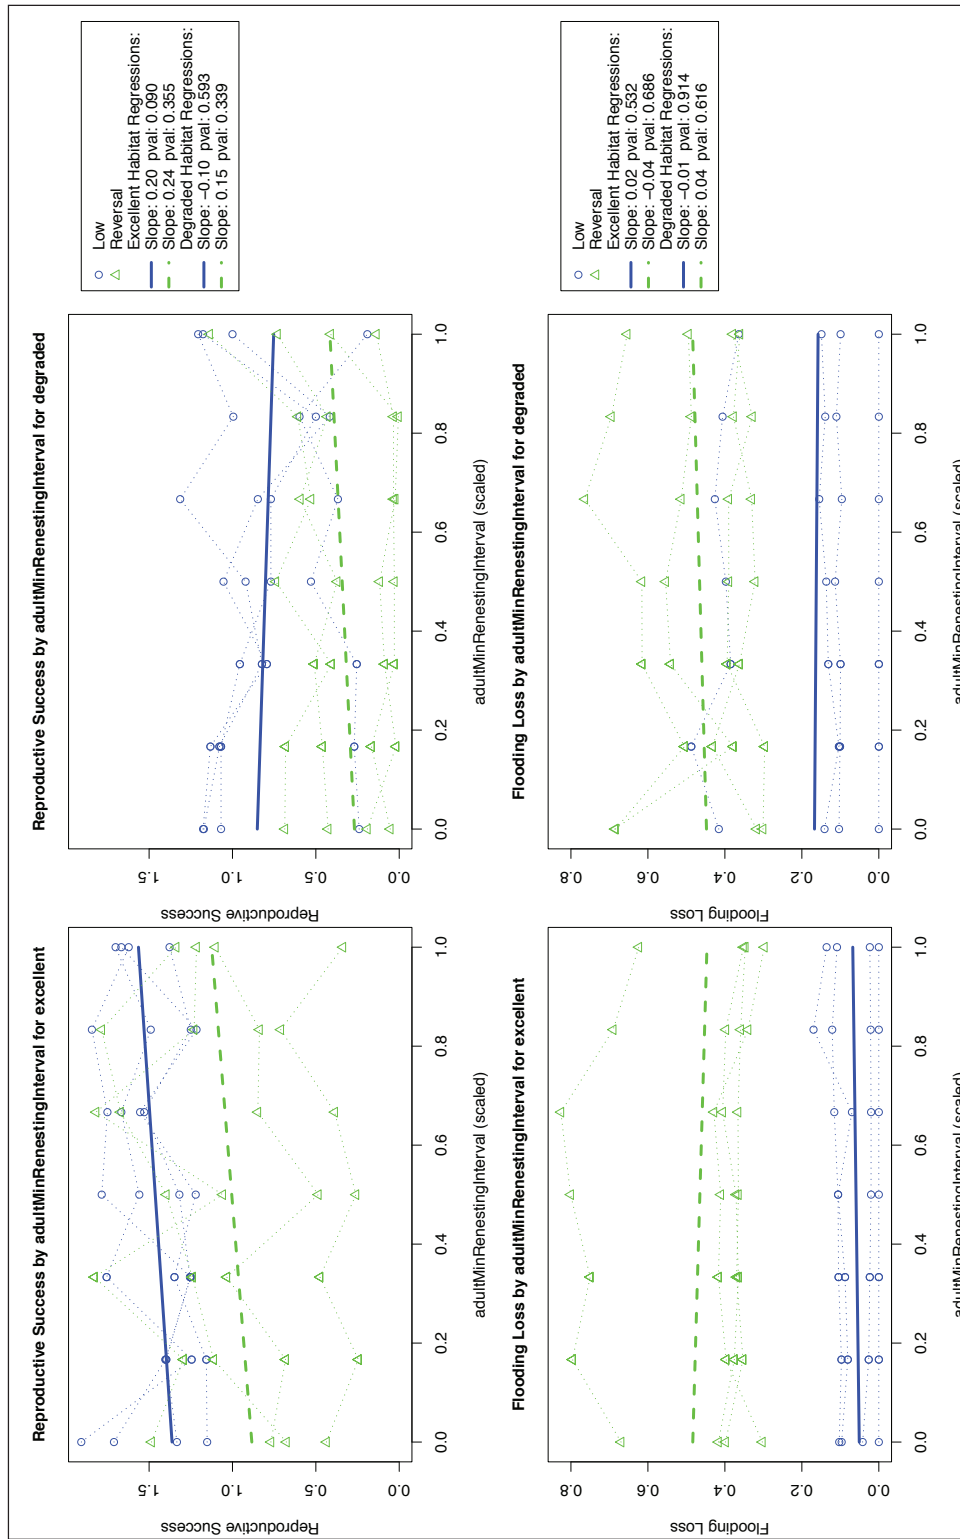 Reproductive Success by adultMinRenestingInterval for excellent
Reproductive Success
0.0
0.5
1.0
1.5
0.0
0.2
0.4
0.6
0.8
1.0
adultMinRenestingInterval (scaled)
Reproductive Success by adultMinRenestingInterval for degraded
Reproductive Success
0.0
0.5
1.0
1.5
0.0
0.2
0.4
0.6
0.8
1.0
adultMinRenestingInterval (scaled)
Low
Reversal
Excellent Habitat Regressions:
Slope: 0.20 pval: 0.090
Slope: 0.24 pval: 0.355
Degraded Habitat Regressions:
Slope: −0.10 pval: 0.593
Slope: 0.15 pval: 0.339
Flooding Loss by adultMinRenestingInterval for excellent
Flooding Loss
0.0
0.2
0.4
0.6
0.8
0.0
0.2
0.4
0.6
0.8
1.0
adultMinRenestingInterval (scaled)
Flooding Loss by adultMinRenestingInterval for degraded
Flooding Loss
0.0
0.2
0.4
0.6
0.8
0.0
0.2
0.4
0.6
0.8
1.0
adultMinRenestingInterval (scaled)
Low
Reversal
Excellent Habitat Regressions:
Slope: 0.02 pval: 0.532
Slope: −0.04 pval: 0.686
Degraded Habitat Regressions:
Slope: −0.01 pval: 0.914
Slope: 0.04 pval: 0.616